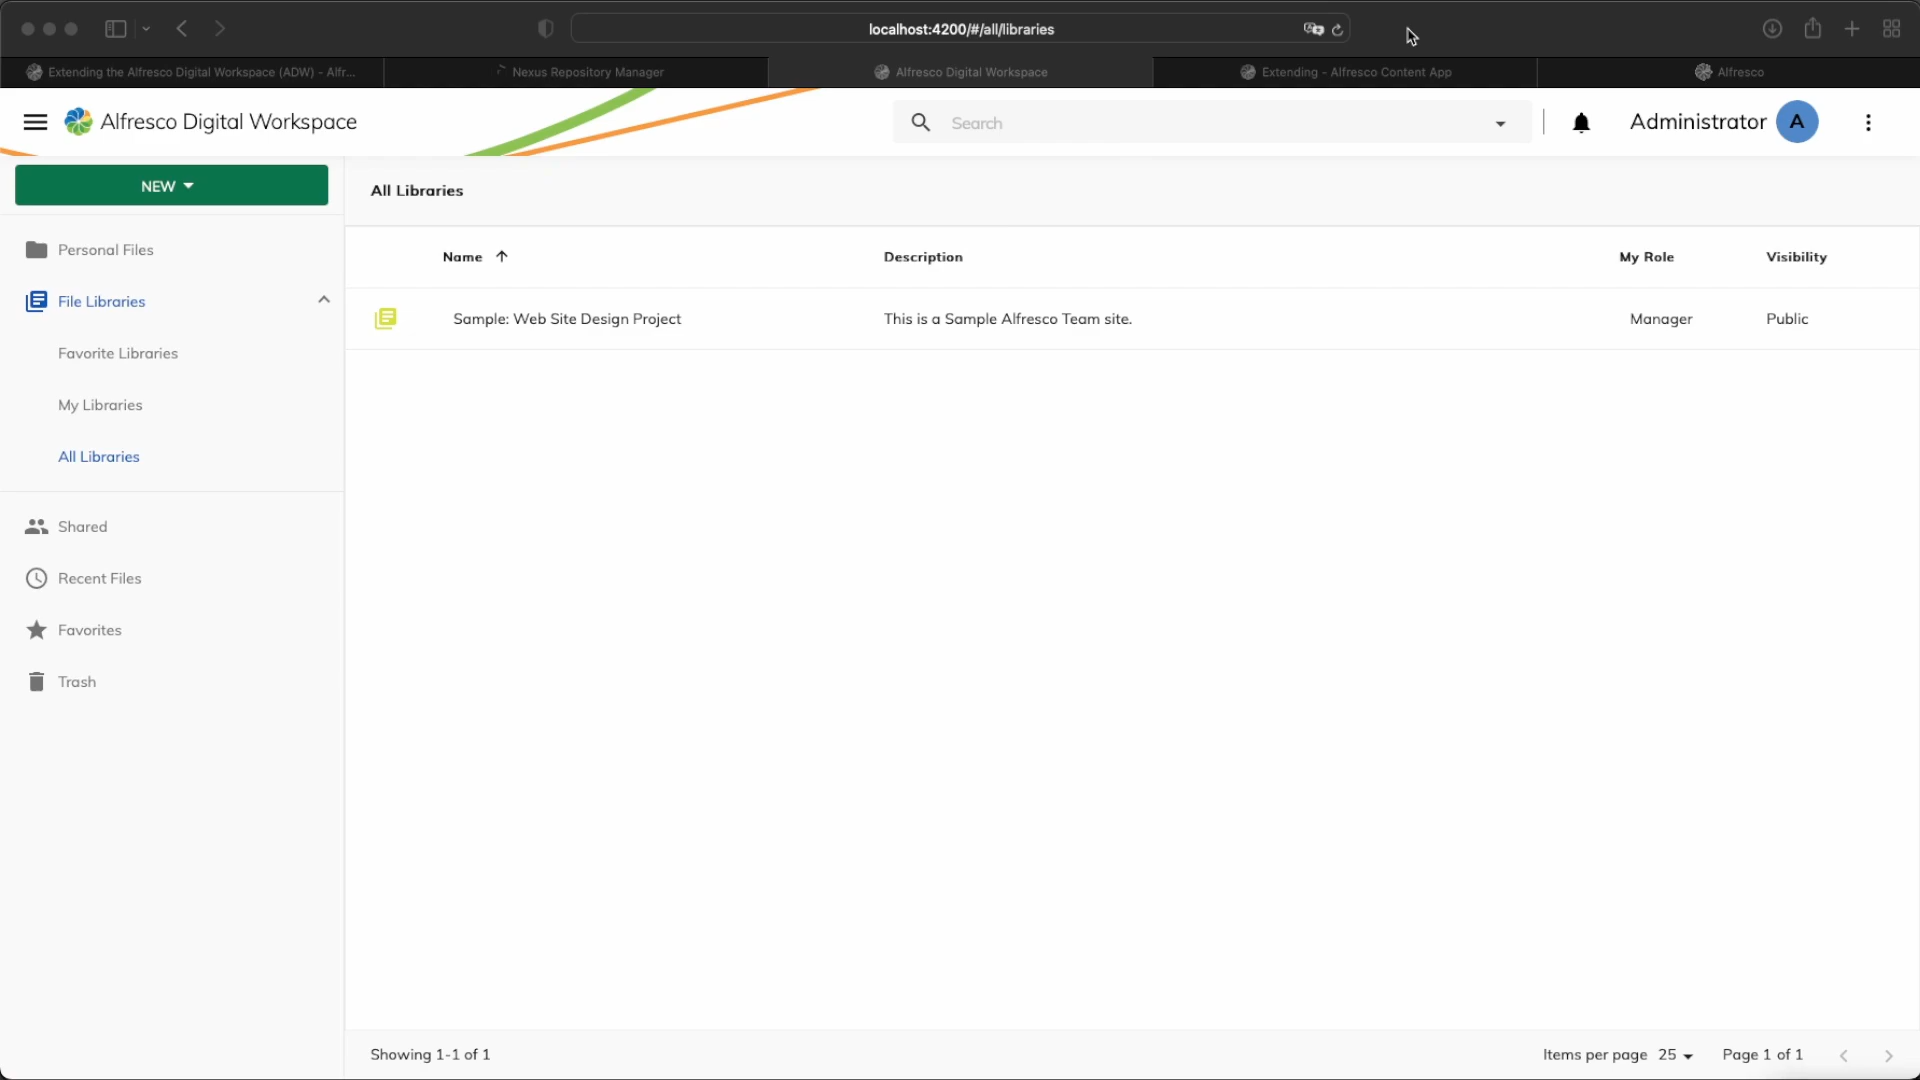 localhost:4200/#/all/libraries
Extending the Alfresco Digital Workspace (ADW) - Alfr...
Nexus Repository Manager
Alfresco Digital Workspace
Extending - Alfresco Content App
Alfresco
Alfresco Digital Workspace
Search
Administrator
A
NEW
All Libraries
Personal Files
File Libraries
Favorite Libraries
My Libraries
All Libraries
Shared
Recent Files
Favorites
Trash
Name Description My Role Visibility
Sample: Web Site Design Project This is a Sample Alfresco Team site. Manager Public
Showing 1-1 of 1
Items per page 25
Page 1 of 1